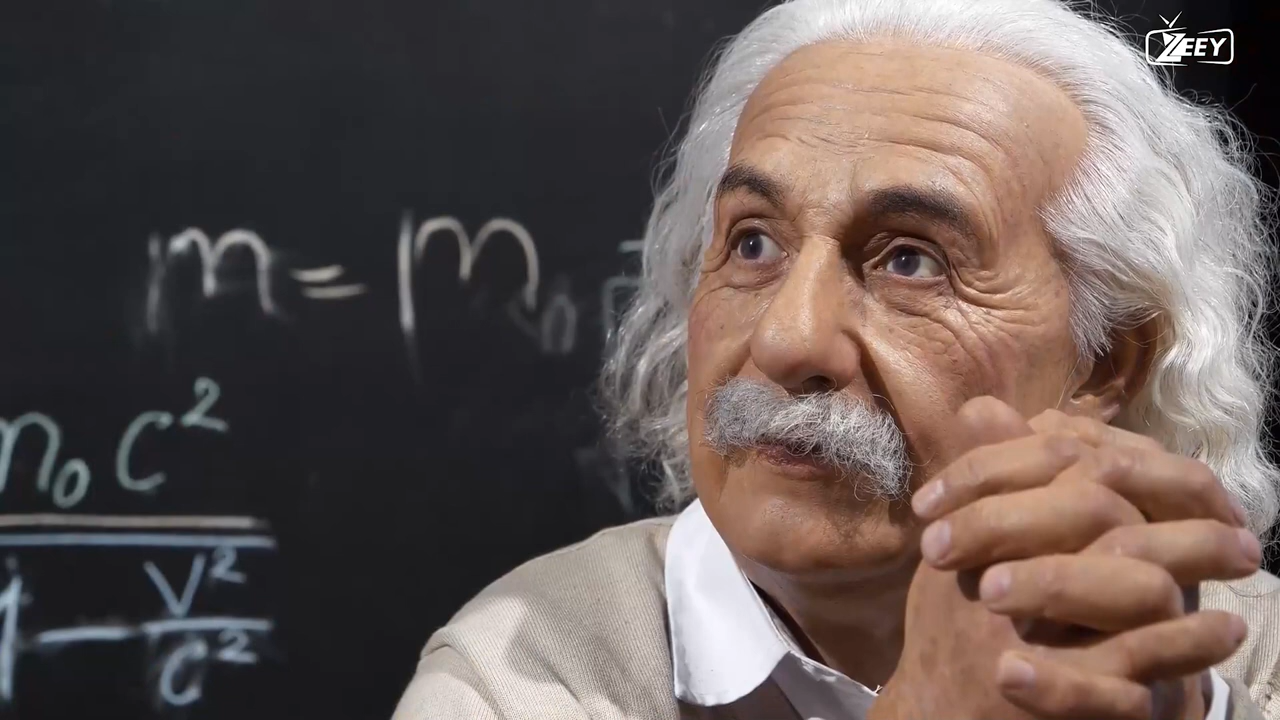 ZEEY
m = m₀
m₀c²
1 - v²
c²